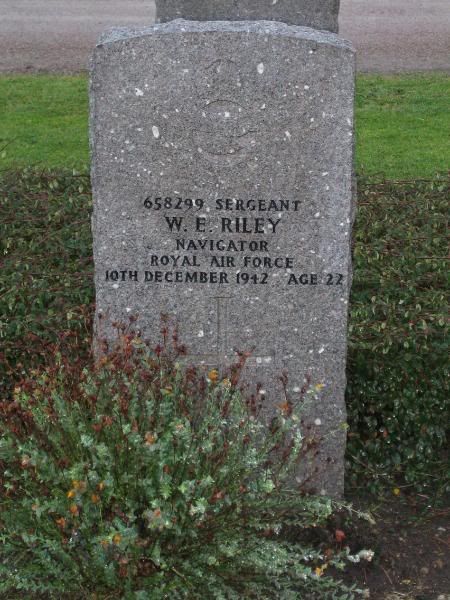 658299 SERGEANT
W. E. RILEY
NAVIGATOR
ROYAL AIR FORCE
10TH DECEMBER 1942 AGE 22